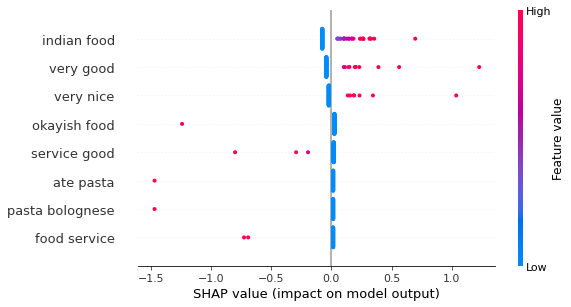 High
indian food
very good
very nice
okayish food
service good
ate pasta
pasta bolognese
food service
Feature value
Low
−1.5 −1.0 −0.5 0.0 0.5 1.0
SHAP value (impact on model output)